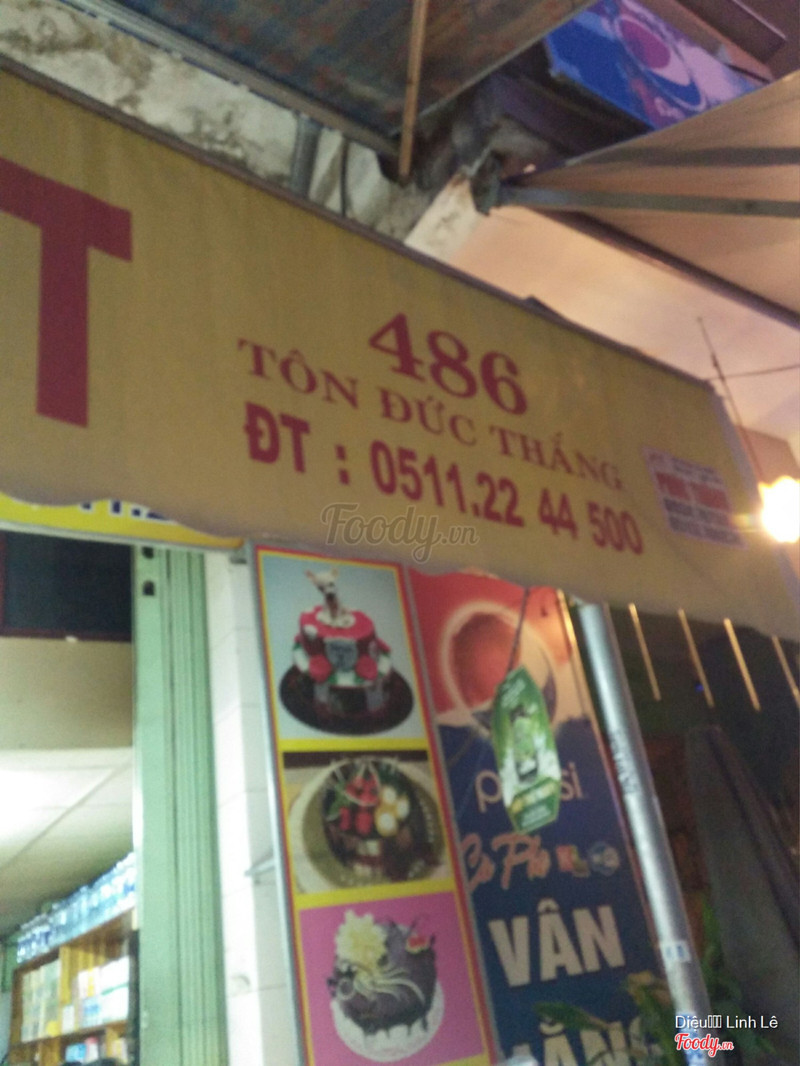 T
486
TÔN ĐỨC THẮNG
ĐT : 0511.22 44 500
Foody.vn
pepsi
Cà Phê
VÂN
Diệu Linh Lê
Foody.vn